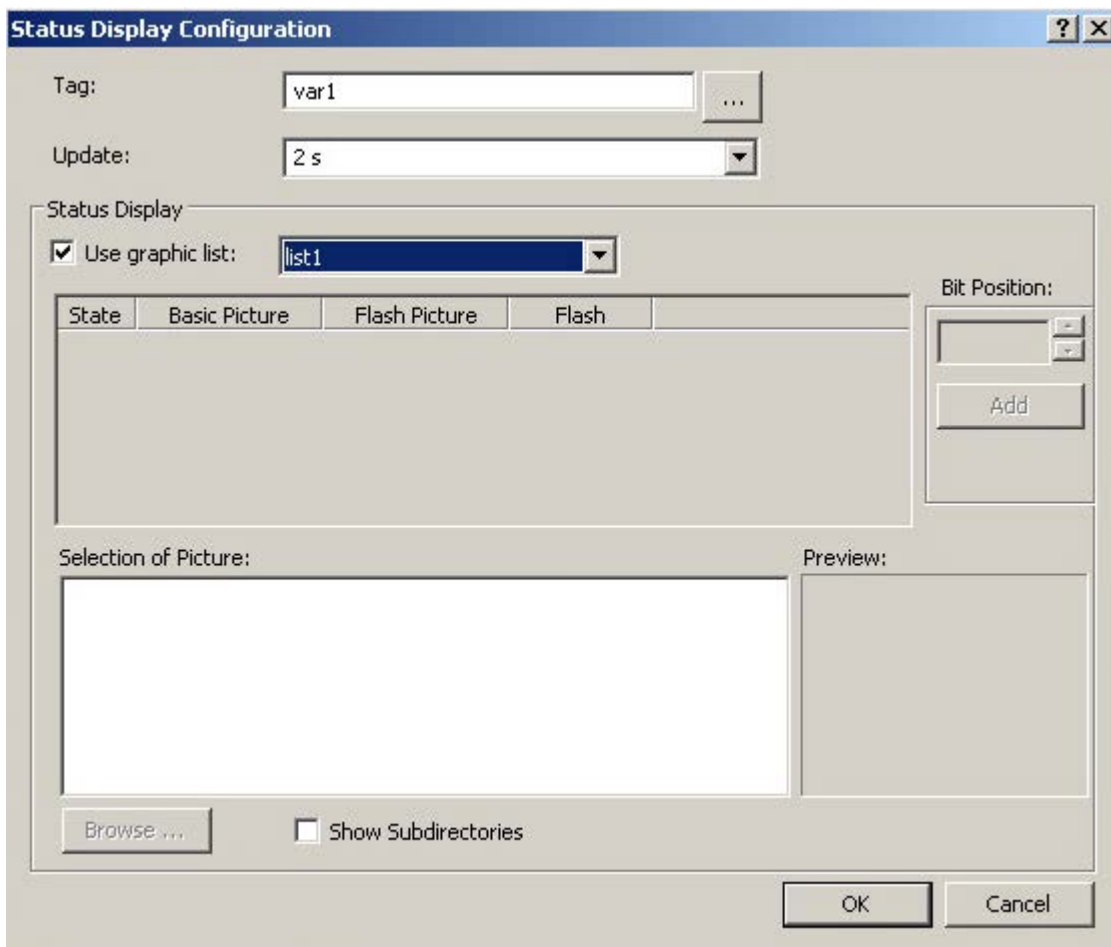 Status Display Configuration
Tag: var1 ...
Update: 2 s
Status Display
Use graphic list: list1
Bit Position:
State Basic Picture Flash Picture Flash
Add
Selection of Picture: Preview:
Browse ... Show Subdirectories
OK Cancel